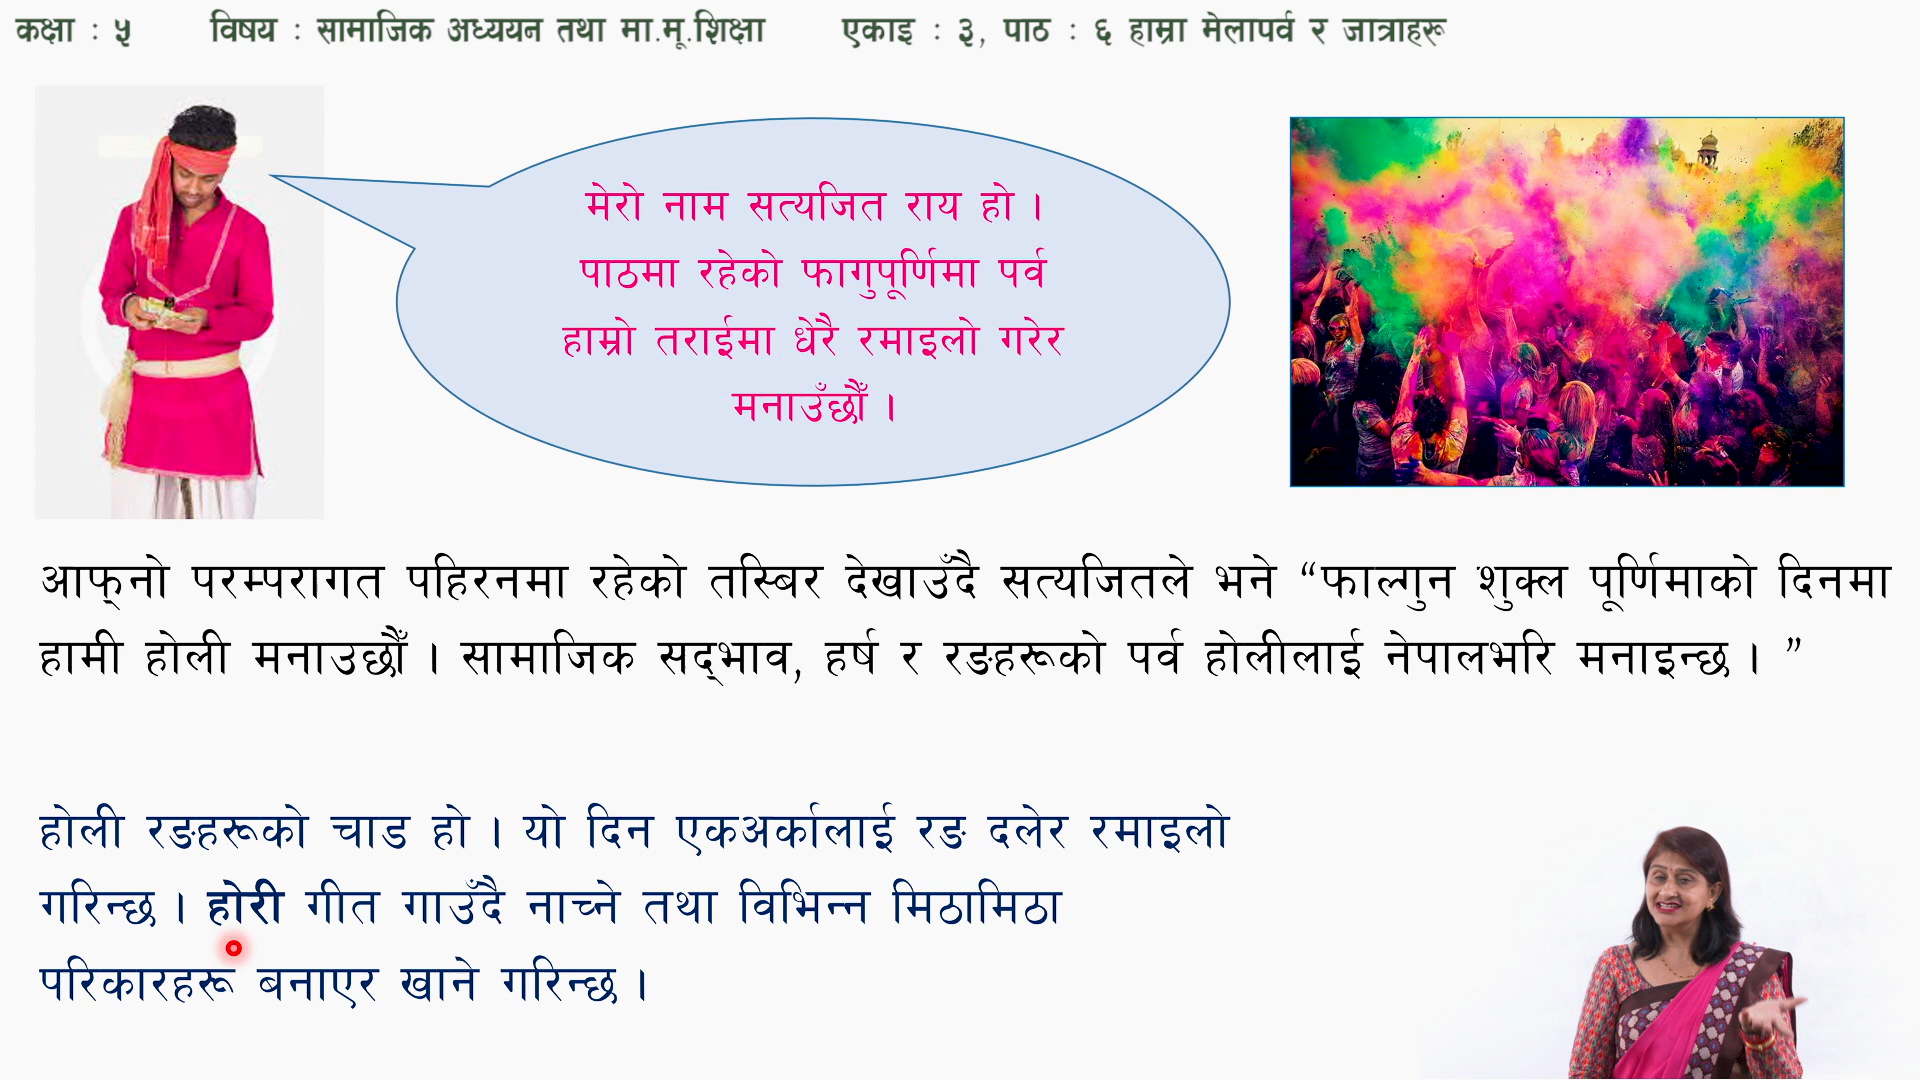 कक्षा : ५ विषय : सामाजिक अध्ययन तथा मा.मू.शिक्षा एकाइ : ३, पाठ : ६ हाम्रा मेलापर्व र जात्राहरू
मेरो नाम सत्यजित राय हो ।
पाठमा रहेको फागुपूर्णिमा पर्व
हाम्रो तराईमा धेरै रमाइलो गरेर
मनाउँछौँ ।
आफ्‌नो परम्परागत पहिरनमा रहेको तस्बिर देखाउँदै सत्यजितले भने “फाल्गुन शुक्ल पूर्णिमाको दिनमा
हामी होली मनाउछौँ । सामाजिक सद्‌भाव, हर्ष र रङहरूको पर्व होलीलाई नेपालभरि मनाइन्छ । ”
होली रङहरूको चाड हो । यो दिन एकअर्कालाई रङ दलेर रमाइलो
गरिन्छ । होरी गीत गाउँदै नाच्ने तथा विभिन्न मिठामिठा
परिकारहरू बनाएर खाने गरिन्छ ।